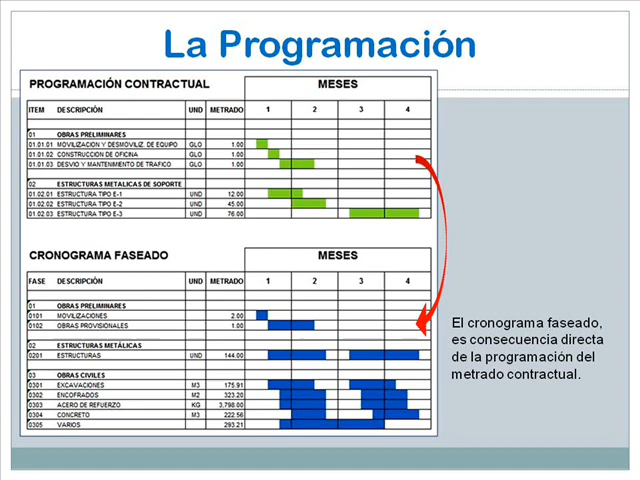 La Programación
PROGRAMACIÓN CONTRACTUAL MESES
ITEM DESCRIPCIÓN UND METRADO 1 2 3 4
01 OBRAS PRELIMINARES
01.01.01 MOVILIZACION Y DESMOVILIZ. DE EQUIPO GLO 1.00
01.01.02 CONSTRUCCION DE OFICINA GLO 1.00
01.01.03 DESVIO Y MANTENIMIENTO DE TRAFICO GLO 1.00
02 ESTRUCTURAS METALICAS DE SOPORTE
01.02.01 ESTRUCTURA TIPO E-1 UND 12.00
01.02.02 ESTRUCTURA TIPO E-2 UND 45.00
01.02.03 ESTRUCTURA TIPO E-3 UND 76.00
CRONOGRAMA FASEADO MESES
FASE DESCRIPCIÓN UND METRADO 1 2 3 4
01 OBRAS PRELIMINARES
0101 MOVILIZACIONES 2.00
0102 OBRAS PROVISIONALES 1.00
02 ESTRUCTURAS METÁLICAS
0201 ESTRUCTURAS UND 144.00
03 OBRAS CIVILES
0301 EXCAVACIONES M3 175.91
0302 ENCOFRADOS M2 323.20
0303 ACERO DE REFUERZO KG 3,798.00
0304 CONCRETO M3 222.56
0305 VARIOS 293.21
El cronograma faseado,
es consecuencia directa
de la programación del
metrado contractual.